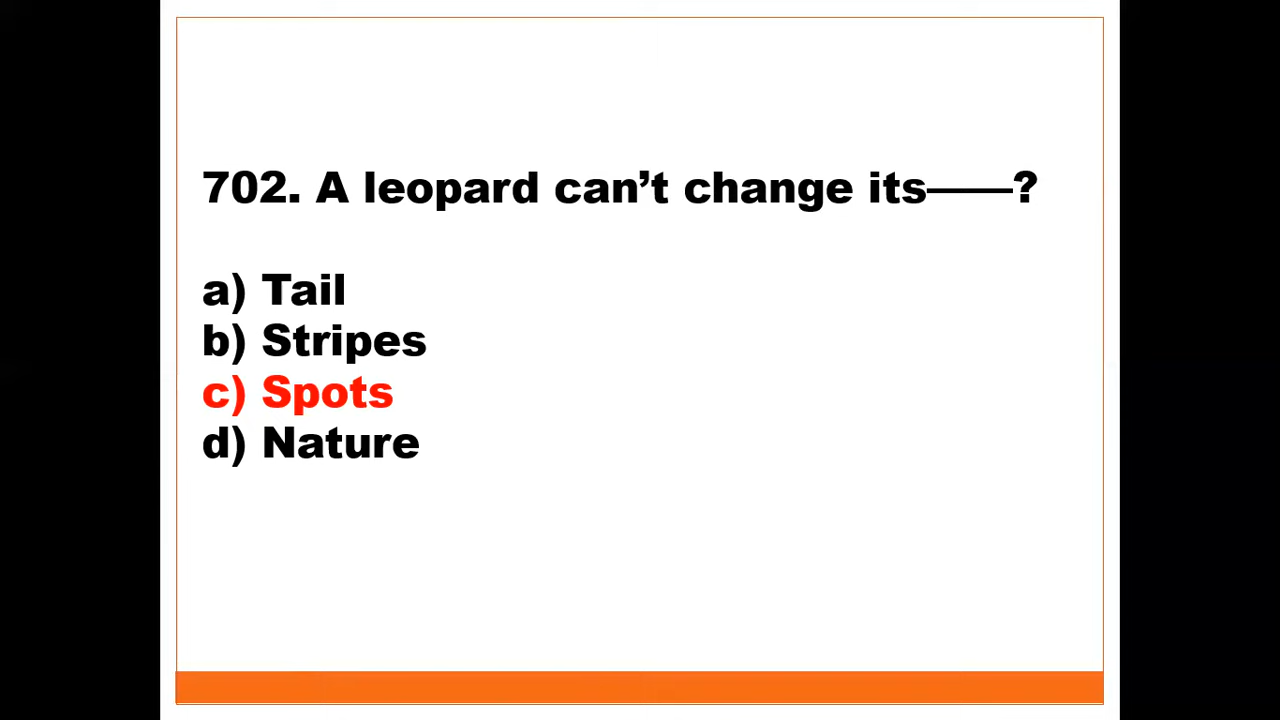 702. A leopard can’t change its——?
a) Tail
b) Stripes
c) Spots
d) Nature